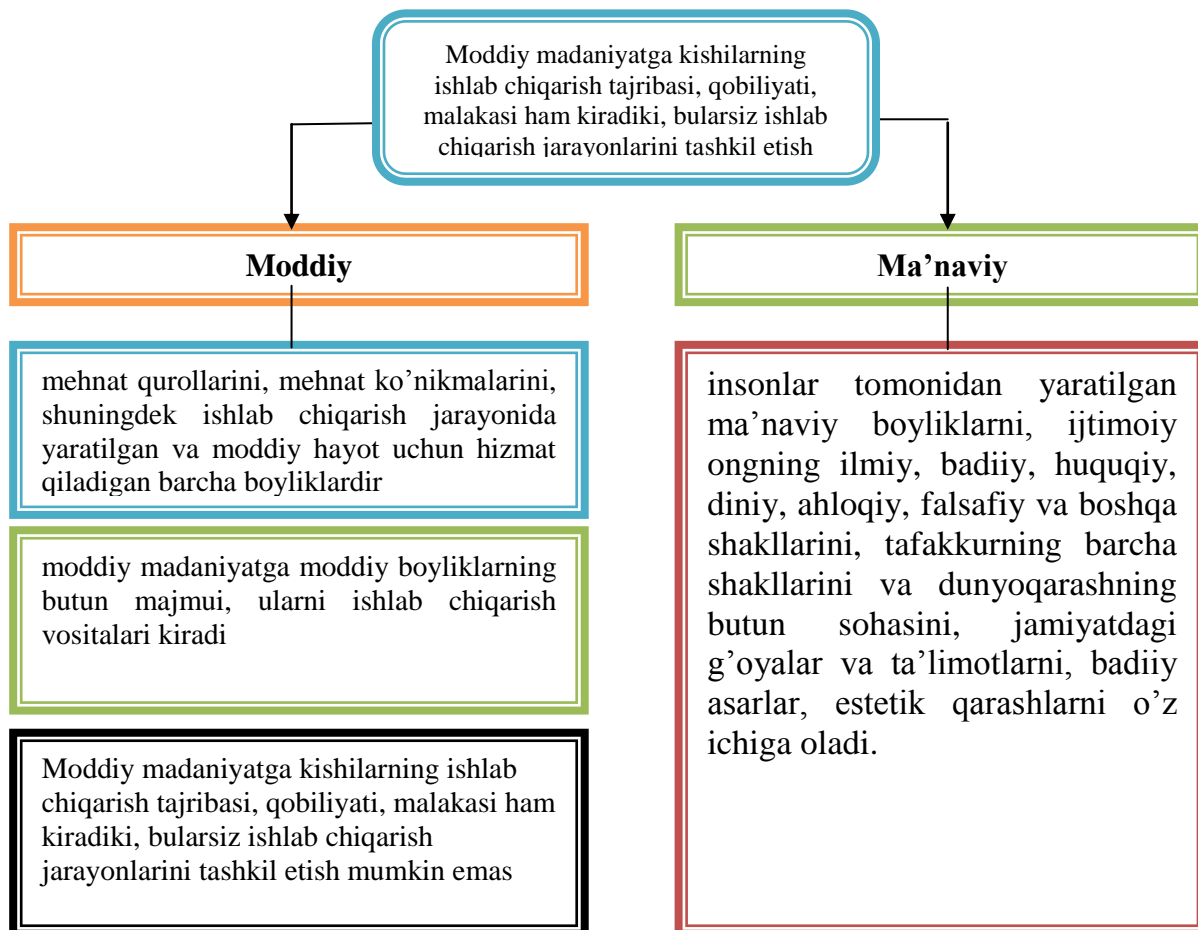 Moddiy madaniyatga kishilarning
ishlab chiqarish tajribasi, qobiliyati,
malakasi ham kiradiki, bularsiz ishlab
chiqarish jarayonlarini tashkil etish
Moddiy
Ma’naviy
mehnat qurollarini, mehnat ko’nikmalarini,
shuningdek ishlab chiqarish jarayonida
yaratilgan va moddiy hayot uchun hizmat
qiladigan barcha boyliklardir
moddiy madaniyatga moddiy boyliklarning
butun majmui, ularni ishlab chiqarish
vositalari kiradi
Moddiy madaniyatga kishilarning ishlab
chiqarish tajribasi, qobiliyati, malakasi ham
kiradiki, bularsiz ishlab chiqarish
jarayonlarini tashkil etish mumkin emas
insonlar tomonidan yaratilgan
ma’naviy boyliklarni, ijtimoiy
ongning ilmiy, badiiy, huquqiy,
diniy, ahloqiy, falsafiy va boshqa
shakllarini, tafakkurning barcha
shakllarini va dunyoqarashning
butun sohasini, jamiyatdagi
g’oyalar va ta’limotlarni, badiiy
asarlar, estetik qarashlarni o’z
ichiga oladi.